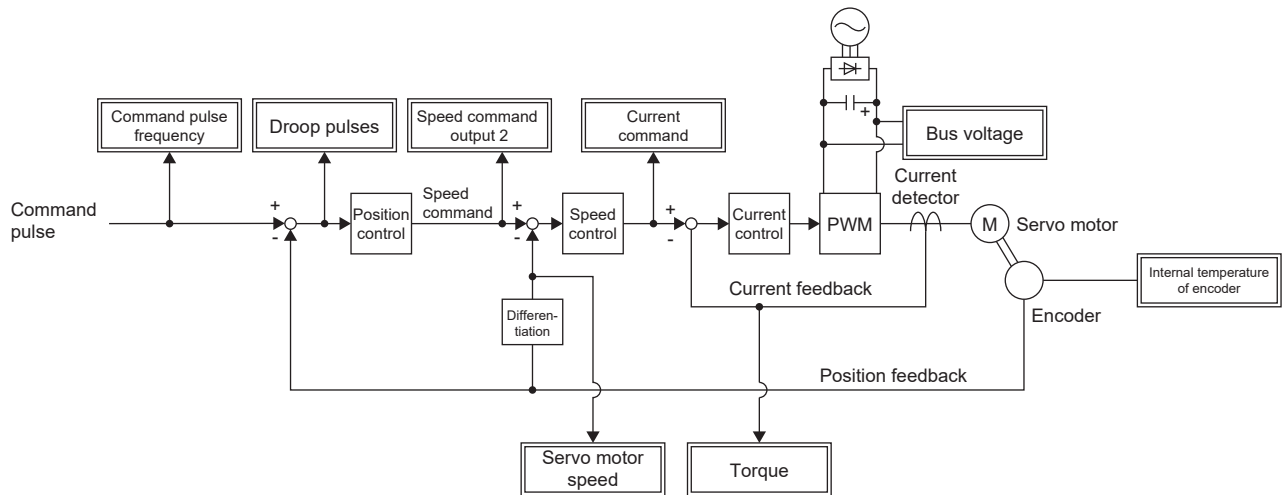 Command pulse
frequency
Droop pulses
Speed command
output 2
Current
command
+
Bus voltage
Current
detector
Command
pulse
+
-
Position
control
Speed
command
+
-
Speed
control
+
-
Current
control
PWM
M
Servo motor
Internal temperature
of encoder
Current feedback
Differen-
tiation
Encoder
Position feedback
Servo motor
speed
Torque